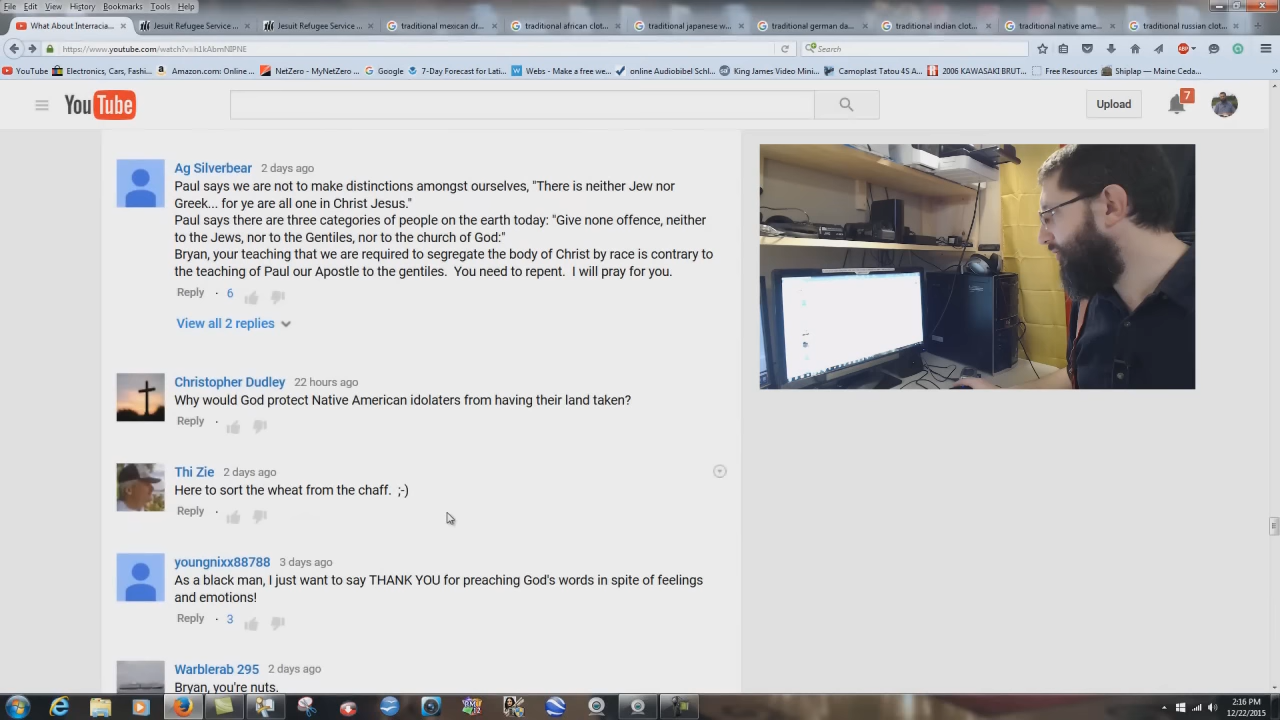 File Edit View History Bookmarks Tools Help
What About Interracia... Jesuit Refugee Service ... Jesuit Refugee Service ... traditional mexican dr... traditional african clot... traditional japanese w... traditional german da... traditional indian clot... traditional native ame... traditional russian clot...
https://www.youtube.com/watch?v=h1kAbmNIPNE Search
YouTube Electronics, Cars, Fashi... Amazon.com: Online ... NetZero - MyNetZero ... Google 7-Day Forecast for Lati... Webs - Make a free we... online Audiobibel Schl... King James Video Mini... Camoplast Tatou 4S A... 2006 KAWASAKI BRUT... Free Resources Shiplap — Maine Ceda...
YouTube Upload 7
Ag Silverbear 2 days ago
Paul says we are not to make distinctions amongst ourselves, "There is neither Jew nor
Greek... for ye are all one in Christ Jesus."
Paul says there are three categories of people on the earth today: "Give none offence, neither
to the Jews, nor to the Gentiles, nor to the church of God:"
Bryan, your teaching that we are required to segregate the body of Christ by race is contrary to
the teaching of Paul our Apostle to the gentiles. You need to repent. I will pray for you.
Reply · 6
View all 2 replies
Christopher Dudley 22 hours ago
Why would God protect Native American idolaters from having their land taken?
Reply ·
Thi Zie 2 days ago
Here to sort the wheat from the chaff. ;-)
Reply ·
youngnixx88788 3 days ago
As a black man, I just want to say THANK YOU for preaching God's words in spite of feelings
and emotions!
Reply · 3
Warblerab 295 2 days ago
Bryan, you're nuts.
2:16 PM
12/22/2015